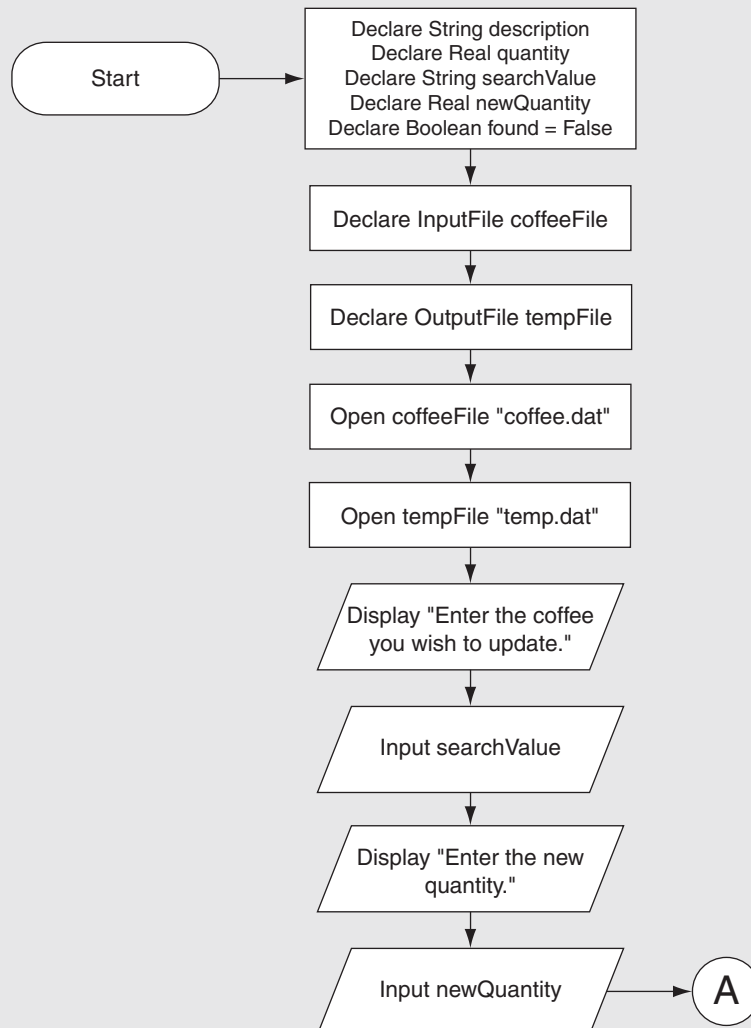 Start
Declare String description
Declare Real quantity
Declare String searchValue
Declare Real newQuantity
Declare Boolean found = False
Declare InputFile coffeeFile
Declare OutputFile tempFile
Open coffeeFile "coffee.dat"
Open tempFile "temp.dat"
Display "Enter the coffee
you wish to update."
Input searchValue
Display "Enter the new
quantity."
Input newQuantity
A